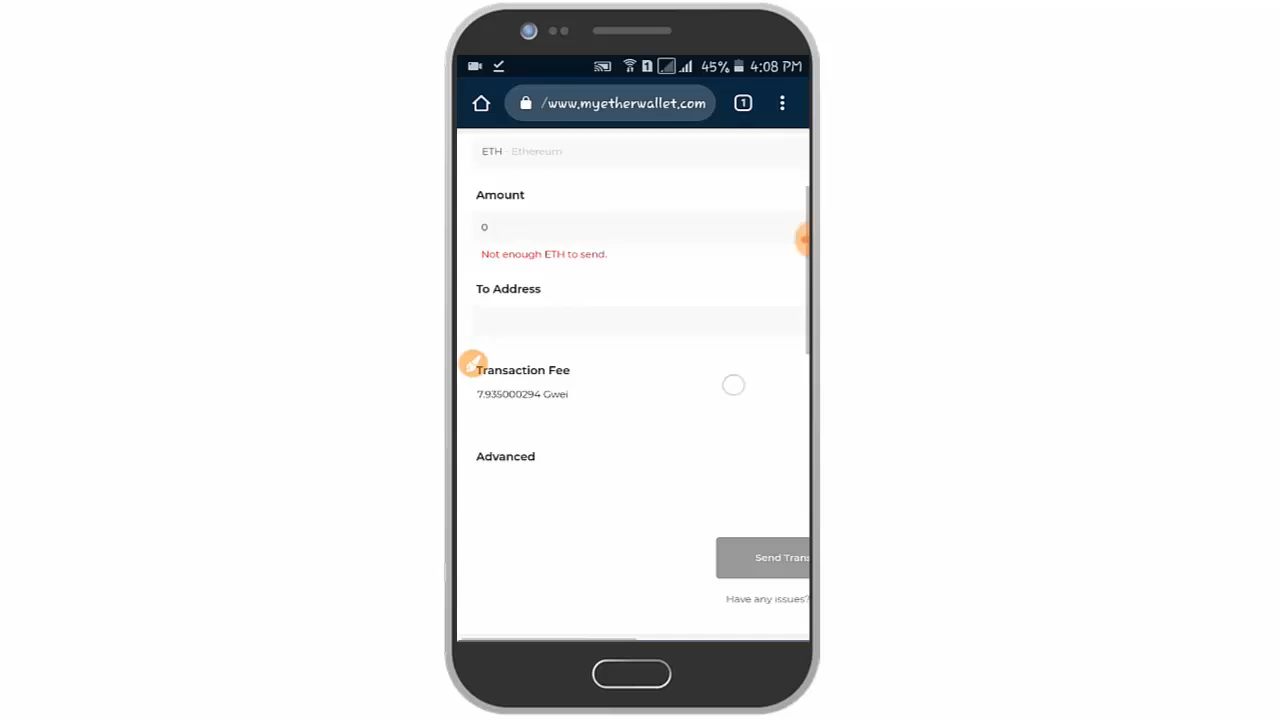 45% 4:08 PM
/www.myetherwallet.com 1
ETH - Ethereum
Amount
0
Not enough ETH to send.
To Address
Transaction Fee
7.935000294 Gwei
Advanced
Send Trans
Have any issues?